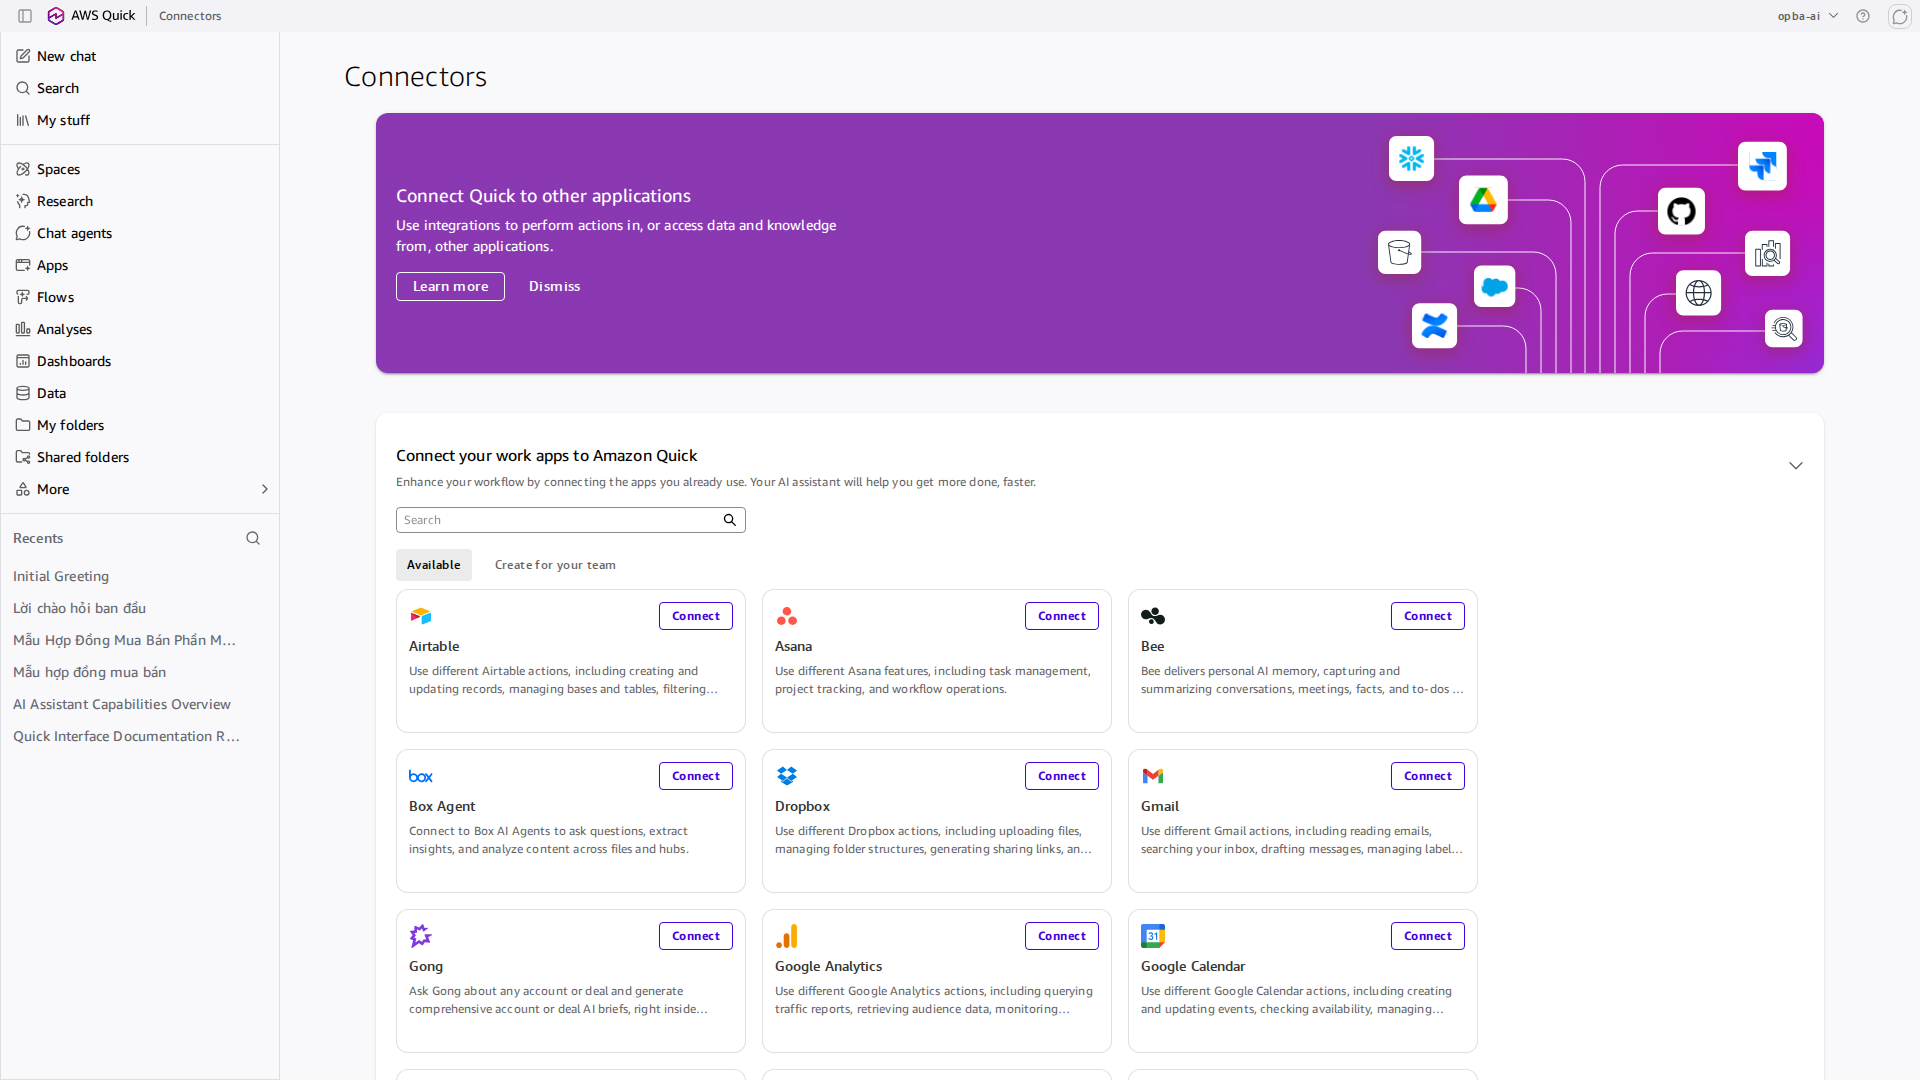 AWS Quick
Connectors
opba-ai
New chat
Search
My stuff
Spaces
Research
Chat agents
Apps
Flows
Analyses
Dashboards
Data
My folders
Shared folders
More
Recents
Initial Greeting
Lời chào hỏi ban đầu
Mẫu Hợp Đồng Mua Bán Phần M...
Mẫu hợp đồng mua bán
AI Assistant Capabilities Overview
Quick Interface Documentation R...
Connectors
Connect Quick to other applications
Use integrations to perform actions in, or access data and knowledge
from, other applications.
Learn more
Dismiss
Connect your work apps to Amazon Quick
Enhance your workflow by connecting the apps you already use. Your AI assistant will help you get more done, faster.
Search
Available
Create for your team
Connect
Airtable
Use different Airtable actions, including creating and
updating records, managing bases and tables, filtering...
Connect
Asana
Use different Asana features, including task management,
project tracking, and workflow operations.
Connect
Bee
Bee delivers personal AI memory, capturing and
summarizing conversations, meetings, facts, and to-dos ...
box
Connect
Box Agent
Connect to Box AI Agents to ask questions, extract
insights, and analyze content across files and hubs.
Connect
Dropbox
Use different Dropbox actions, including uploading files,
managing folder structures, generating sharing links, an...
Connect
Gmail
Use different Gmail actions, including reading emails,
searching your inbox, drafting messages, managing label...
Connect
Gong
Ask Gong about any account or deal and generate
comprehensive account or deal AI briefs, right inside...
Connect
Google Analytics
Use different Google Analytics actions, including querying
traffic reports, retrieving audience data, monitoring...
31
Connect
Google Calendar
Use different Google Calendar actions, including creating
and updating events, checking availability, managing...